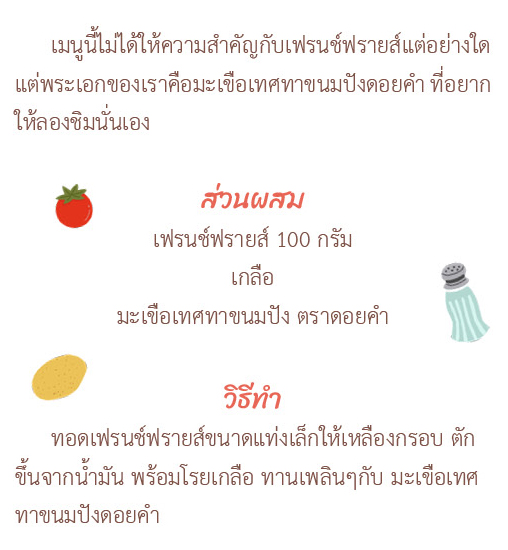 เมนูนี้ไม่ได้ให้ความสำคัญกับเฟรนช์ฟรายส์แต่อย่างใด
แต่พระเอกของเราคือมะเขือเทศทาขนมปังดอยคำ ที่อยาก
ให้ลองชิมนั่นเอง
ส่วนผสม
เฟรนช์ฟรายส์ 100 กรัม
เกลือ
มะเขือเทศทาขนมปัง ตราดอยคำ
วิธีทำ
ทอดเฟรนช์ฟรายส์ขนาดแท่งเล็กให้เหลืองกรอบ ตัก
ขึ้นจากน้ำมัน พร้อมโรยเกลือ ทานเพลินๆกับ มะเขือเทศ
ทาขนมปังดอยคำ